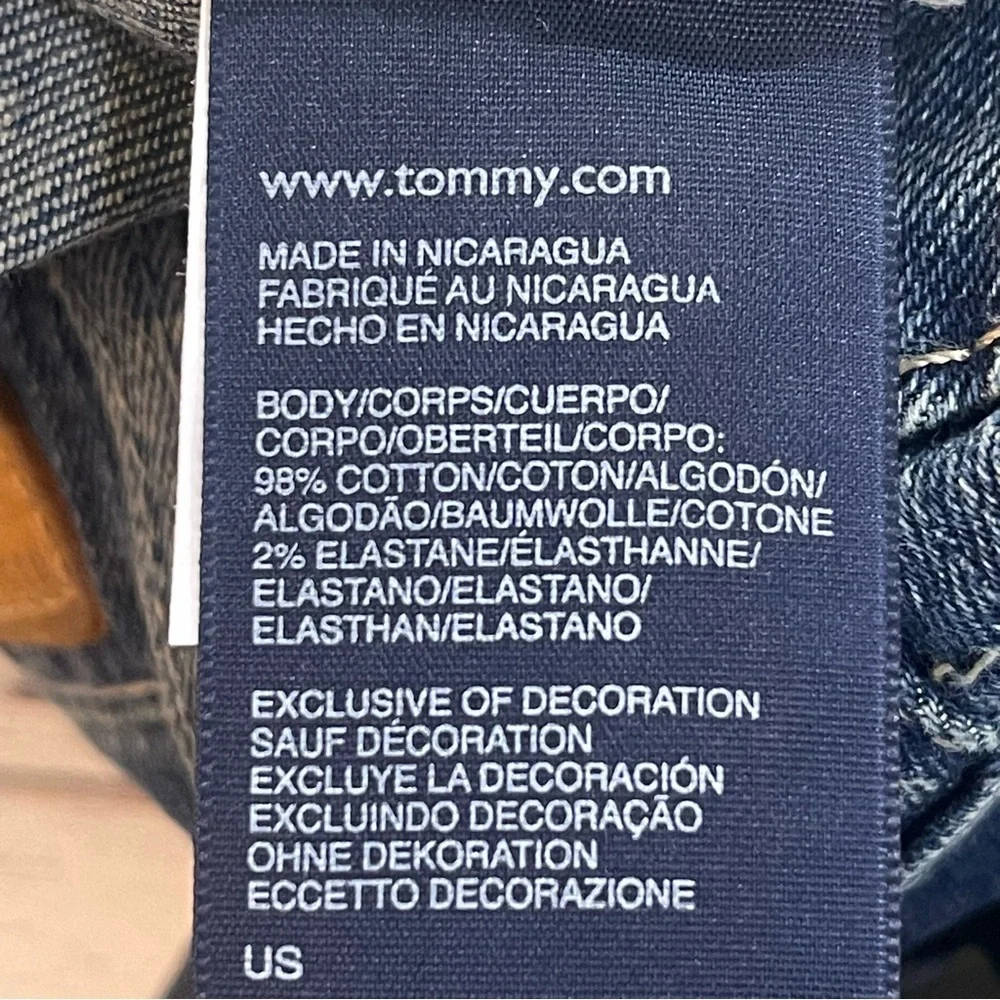 www.tommy.com
MADE IN NICARAGUA
FABRIQUÉ AU NICARAGUA
HECHO EN NICARAGUA
BODY/CORPS/CUERPO/
CORPO/OBERTEIL/CORPO:
98% COTTON/COTON/ALGODÓN/
ALGODÃO/BAUMWOLLE/COTONE
2% ELASTANE/ÉLASTHANNE/
ELASTANO/ELASTANO/
ELASTHAN/ELASTANO
EXCLUSIVE OF DECORATION
SAUF DÉCORATION
EXCLUYE LA DECORACIÓN
EXCLUINDO DECORAÇÃO
OHNE DEKORATION
ECCETTO DECORAZIONE
US